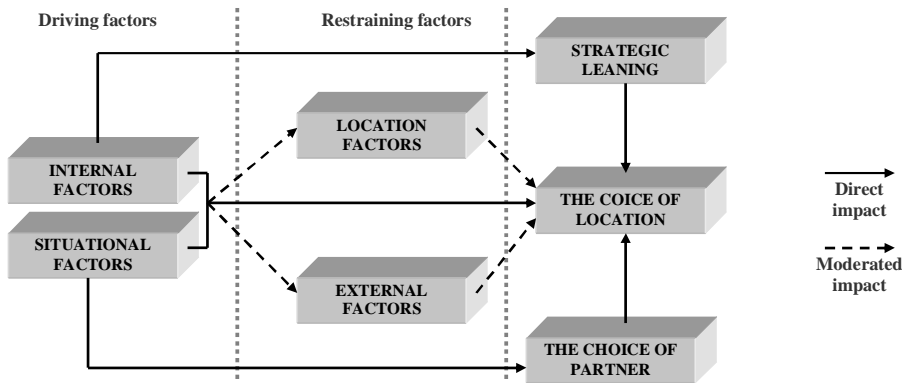 Driving factors
Restraining factors
STRATEGIC
LEANING
LOCATION
FACTORS
INTERNAL
FACTORS
THE COICE OF
LOCATION
Direct
impact
SITUATIONAL
FACTORS
Moderated
impact
EXTERNAL
FACTORS
THE CHOICE OF
PARTNER